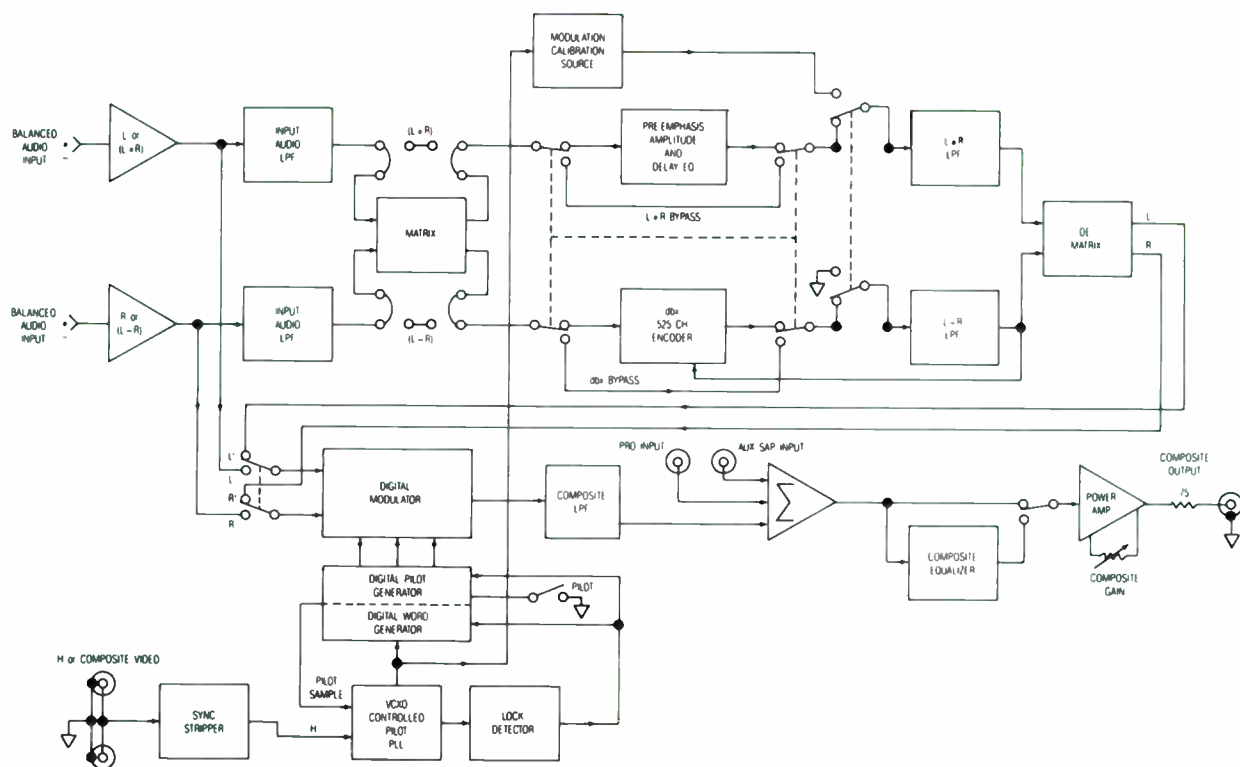 MODULATION
CALIBRATION
SOURCE
BALANCED
AUDIO
INPUT
+
−
L or
(L+R)
INPUT
AUDIO
LPF
(L+R)
PRE EMPHASIS
AMPLITUDE
AND
DELAY EQ
L+R
LPF
L+R BYPASS
MATRIX
DE
MATRIX
L
R
BALANCED
AUDIO
INPUT
+
−
R or
(L−R)
INPUT
AUDIO
LPF
(L−R)
dbx
525 CH
ENCODER
L−R
LPF
dbx BYPASS
L'
L
R'
R
DIGITAL
MODULATOR
COMPOSITE
LPF
PRO INPUT
AUX SAP INPUT
Σ
COMPOSITE
EQUALIZER
POWER
AMP
COMPOSITE
GAIN
75
COMPOSITE
OUTPUT
DIGITAL PILOT
GENERATOR
DIGITAL WORD
GENERATOR
PILOT
H or COMPOSITE VIDEO
SYNC
STRIPPER
H
PILOT
SAMPLE
VCXO
CONTROLLED
PILOT
PLL
LOCK
DETECTOR